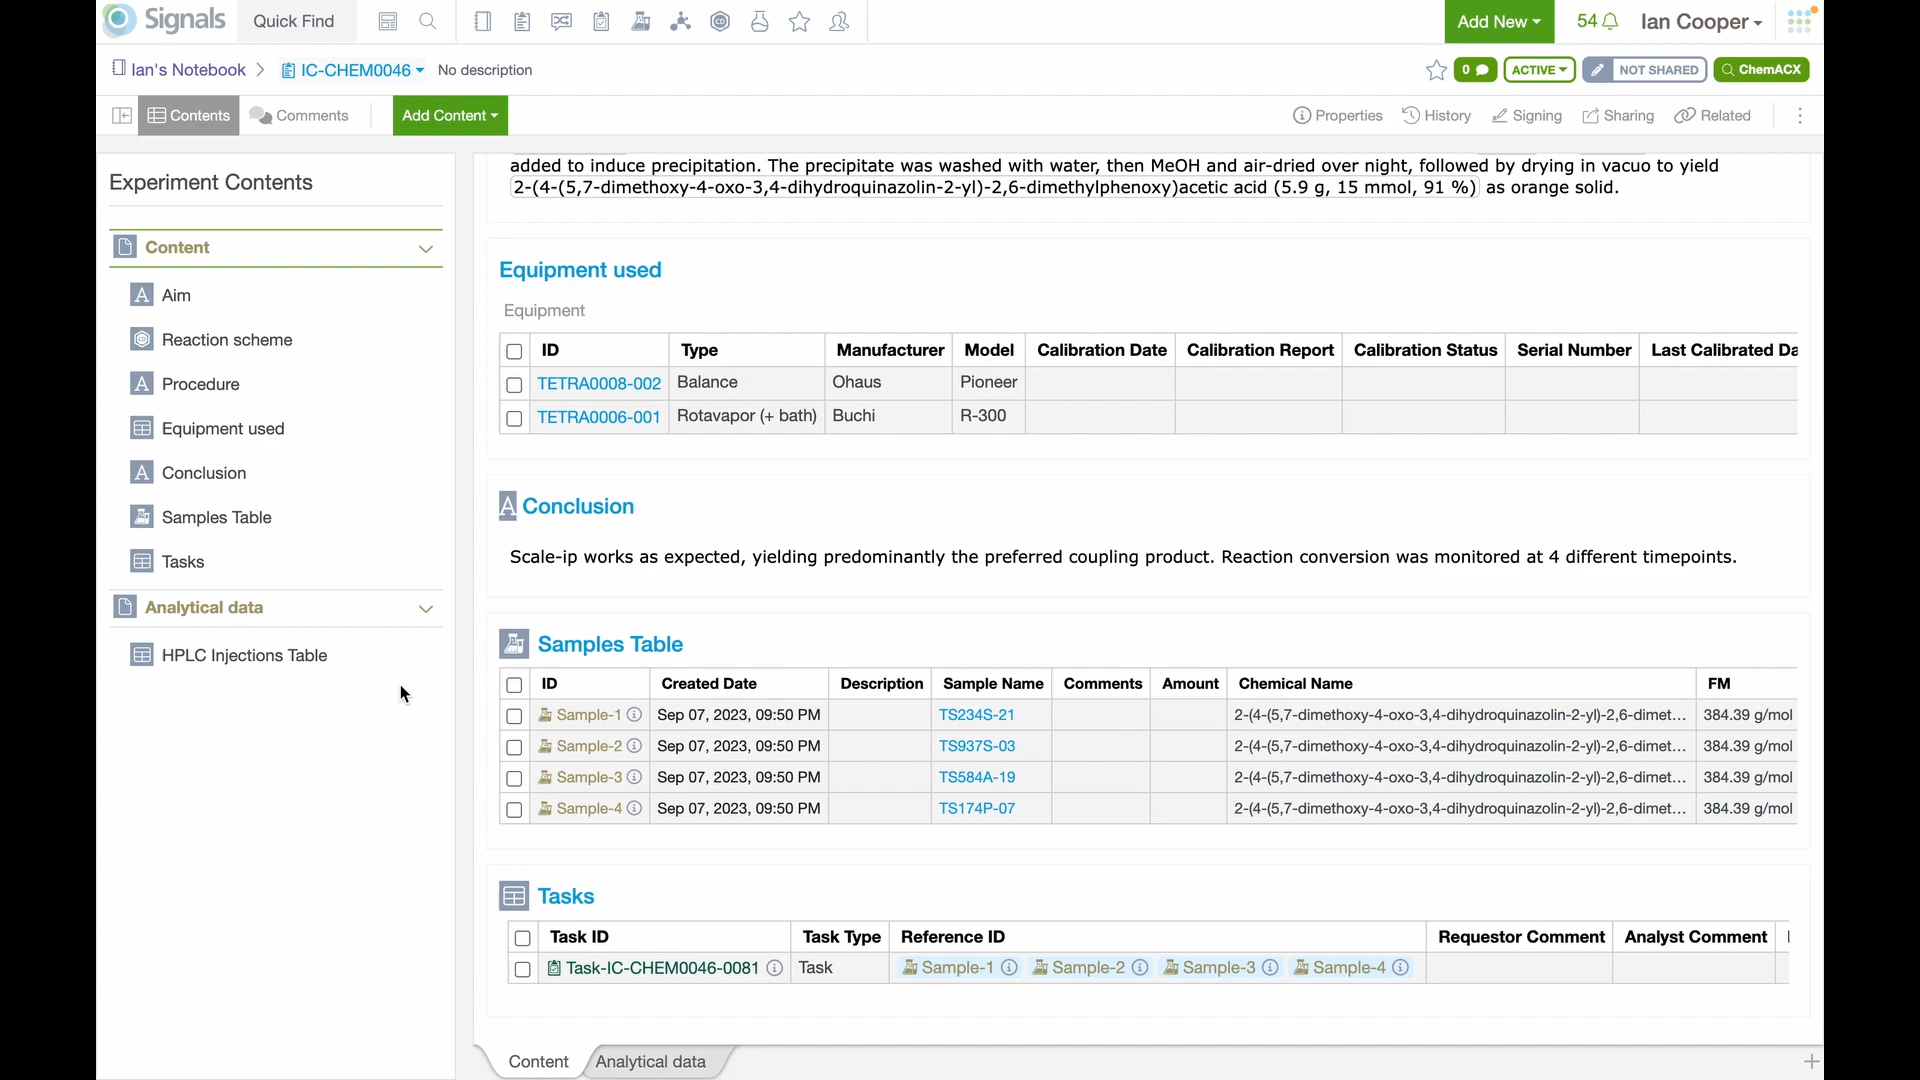 Signals Quick Find Add New 54 Ian Cooper
Ian's Notebook IC-CHEM0046 No description 0 ACTIVE NOT SHARED ChemACX
Contents Comments Add Content Properties History Signing Sharing Related
Experiment Contents
Content
Aim
Reaction scheme
Procedure
Equipment used
Conclusion
Samples Table
Tasks
Analytical data
HPLC Injections Table
added to induce precipitation. The precipitate was washed with water, then MeOH and air-dried over night, followed by drying in vacuo to yield
2-(4-(5,7-dimethoxy-4-oxo-3,4-dihydroquinazolin-2-yl)-2,6-dimethylphenoxy)acetic acid (5.9 g, 15 mmol, 91 %) as orange solid.
Equipment used
Equipment
ID Type Manufacturer Model Calibration Date Calibration Report Calibration Status Serial Number Last Calibrated Da
TETRA0008-002 Balance Ohaus Pioneer
TETRA0006-001 Rotavapor (+ bath) Buchi R-300
A Conclusion
Scale-ip works as expected, yielding predominantly the preferred coupling product. Reaction conversion was monitored at 4 different timepoints.
Samples Table
ID Created Date Description Sample Name Comments Amount Chemical Name FM
Sample-1 Sep 07, 2023, 09:50 PM TS234S-21 2-(4-(5,7-dimethoxy-4-oxo-3,4-dihydroquinazolin-2-yl)-2,6-dimet... 384.39 g/mol
Sample-2 Sep 07, 2023, 09:50 PM TS937S-03 2-(4-(5,7-dimethoxy-4-oxo-3,4-dihydroquinazolin-2-yl)-2,6-dimet... 384.39 g/mol
Sample-3 Sep 07, 2023, 09:50 PM TS584A-19 2-(4-(5,7-dimethoxy-4-oxo-3,4-dihydroquinazolin-2-yl)-2,6-dimet... 384.39 g/mol
Sample-4 Sep 07, 2023, 09:50 PM TS174P-07 2-(4-(5,7-dimethoxy-4-oxo-3,4-dihydroquinazolin-2-yl)-2,6-dimet... 384.39 g/mol
Tasks
Task ID Task Type Reference ID Requestor Comment Analyst Comment
Task-IC-CHEM0046-0081 Task Sample-1 Sample-2 Sample-3 Sample-4
Content Analytical data